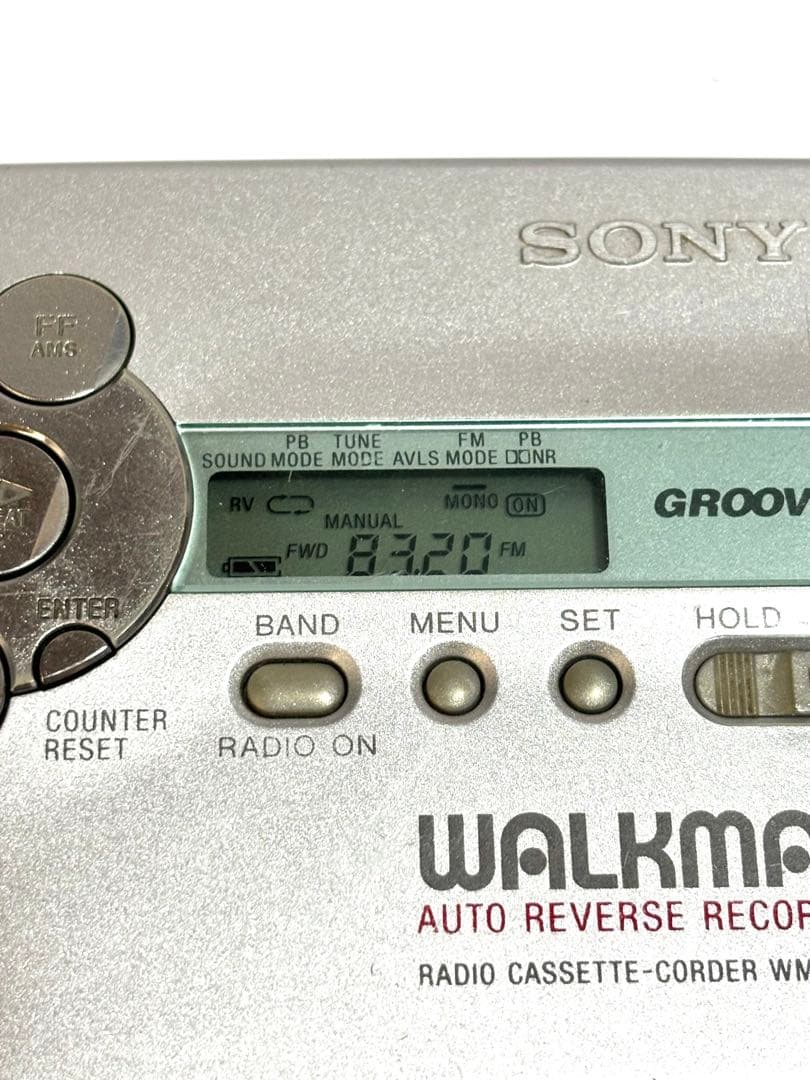 SONY
FF
AMS
PB TUNE FM PB
SOUND MODE MODE AVLS MODE NR
GROOV
RV MONO ON
MANUAL
FWD 83.20 FM
ENTER
BAND MENU SET HOLD
COUNTER
RESET
RADIO ON
WALKMA
AUTO REVERSE RECOR
RADIO CASSETTE-CORDER WM